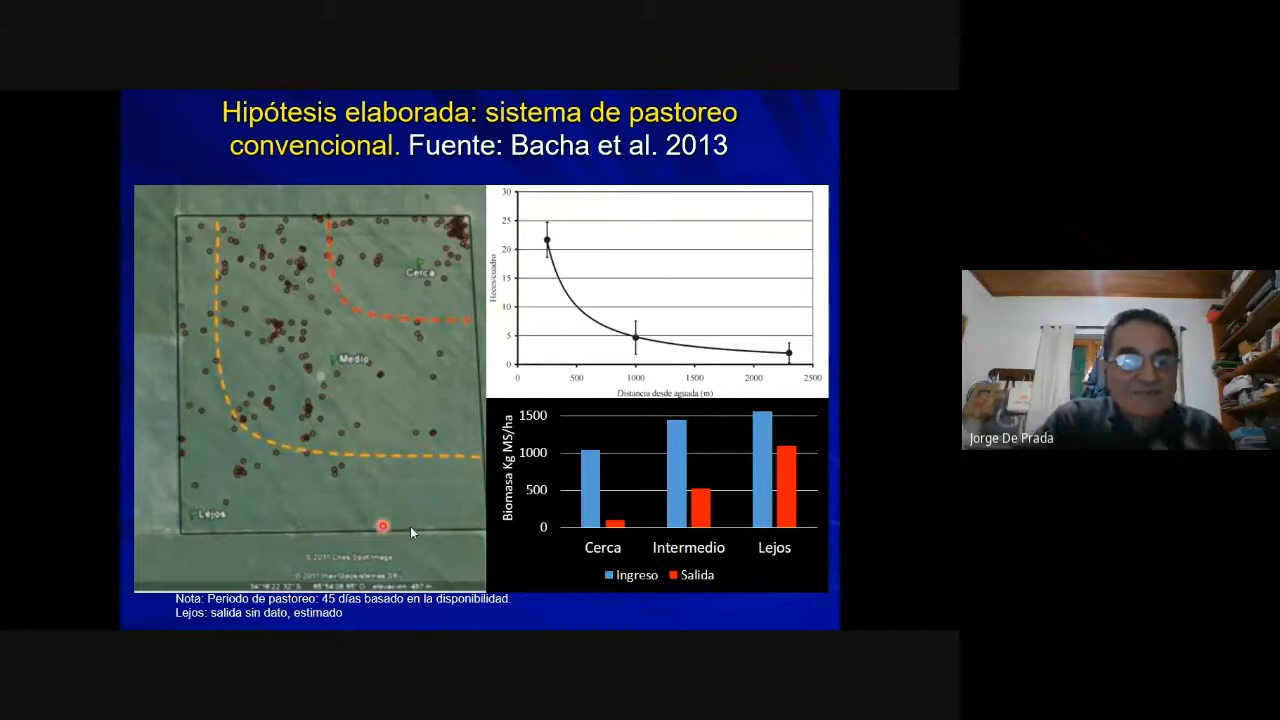 Hipótesis elaborada: sistema de pastoreo
convencional. Fuente: Bacha et al. 2013
Cerca
Medio
Lejos
30
25
20
15
10
5
0
Heces/cuadro
0 500 1000 1500 2000 2500
Distancia desde aguada (m)
Biomasa Kg MS/ha
1500
1000
500
0
Cerca Intermedio Lejos
Ingreso Salida
Nota: Periodo de pastoreo: 45 días basado en la disponibilidad.
Lejos: salida sin dato, estimado
Jorge De Prada